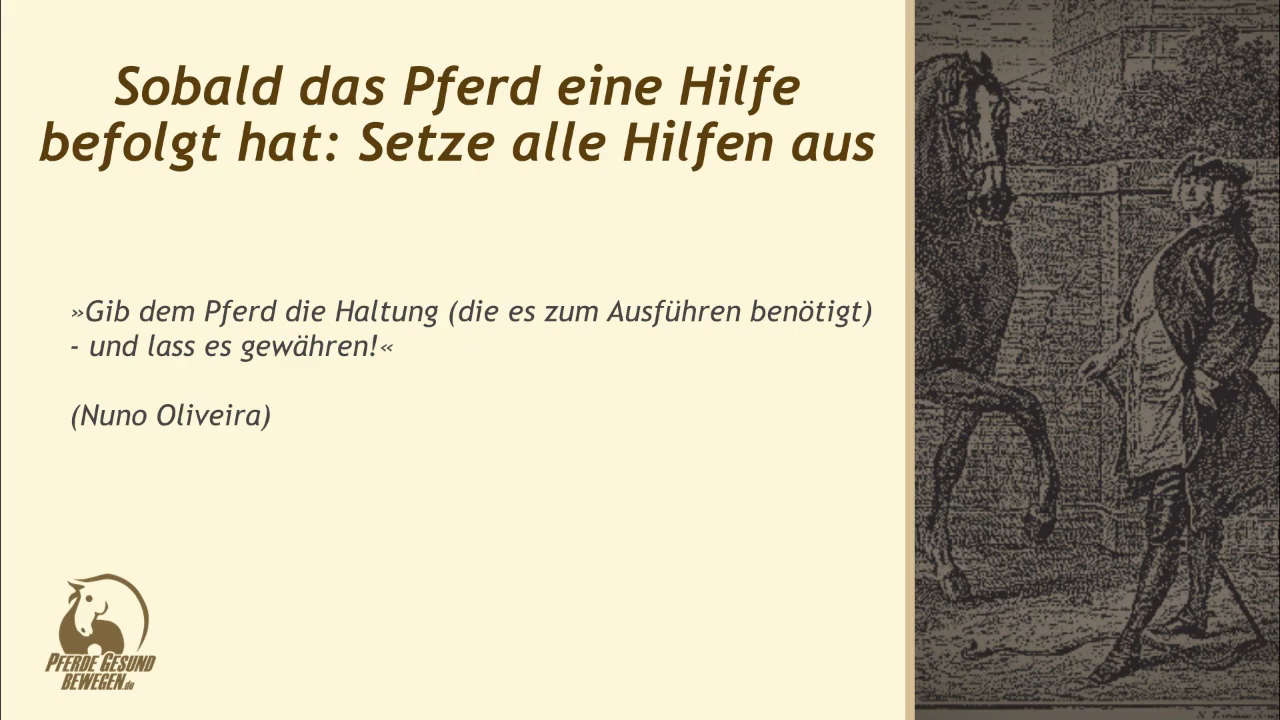 Sobald das Pferd eine Hilfe
befolgt hat: Setze alle Hilfen aus
»Gib dem Pferd die Haltung (die es zum Ausführen benötigt)
- und lass es gewähren!«
(Nuno Oliveira)
PFERDE GESUND
BEWEGEN.de